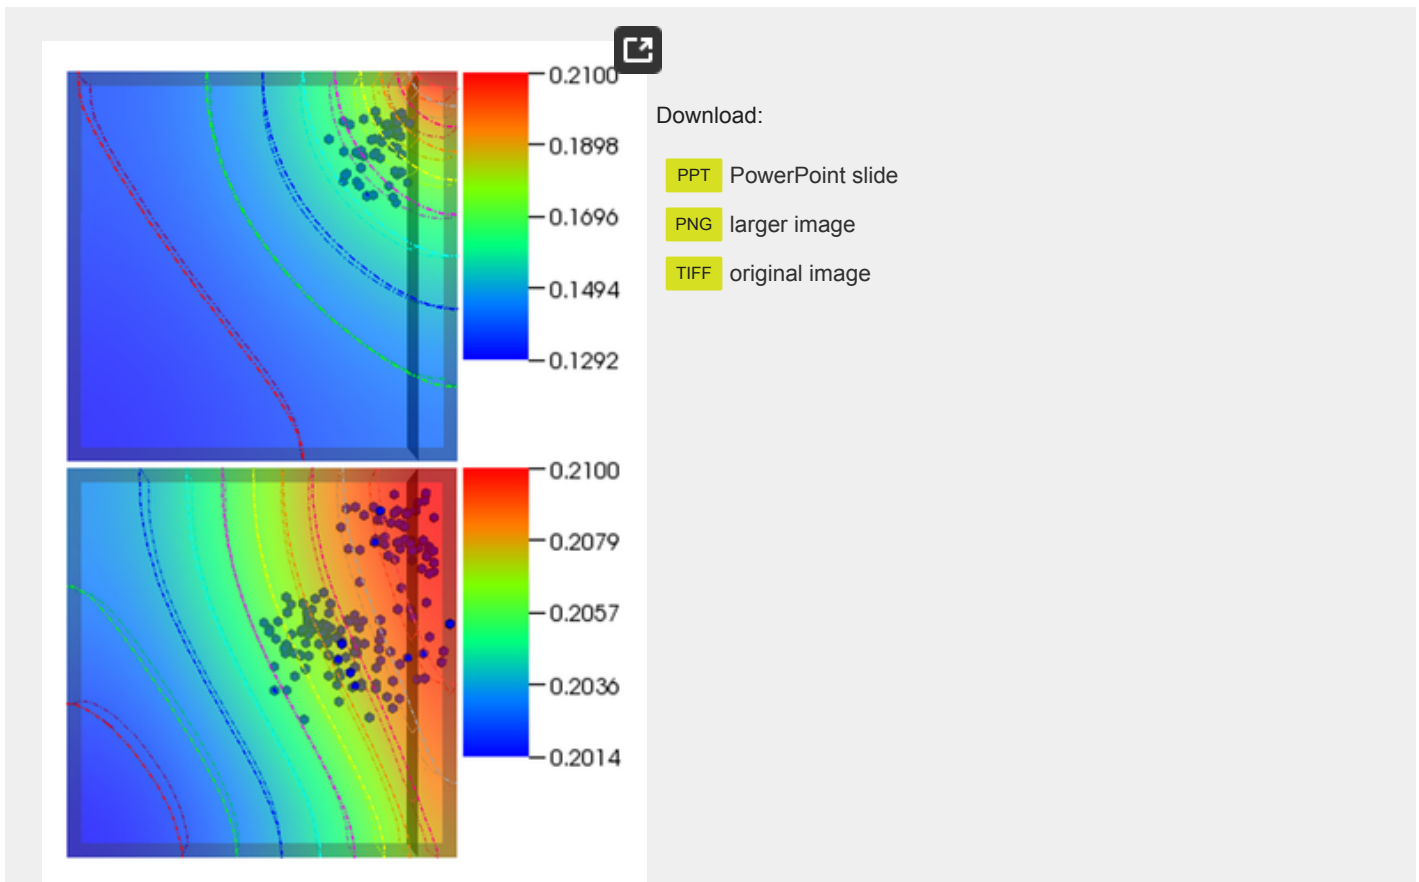 0.2100
0.1898
0.1696
0.1494
0.1292
0.2100
0.2079
0.2057
0.2036
0.2014
Download:
PPT PowerPoint slide
PNG larger image
TIFF original image